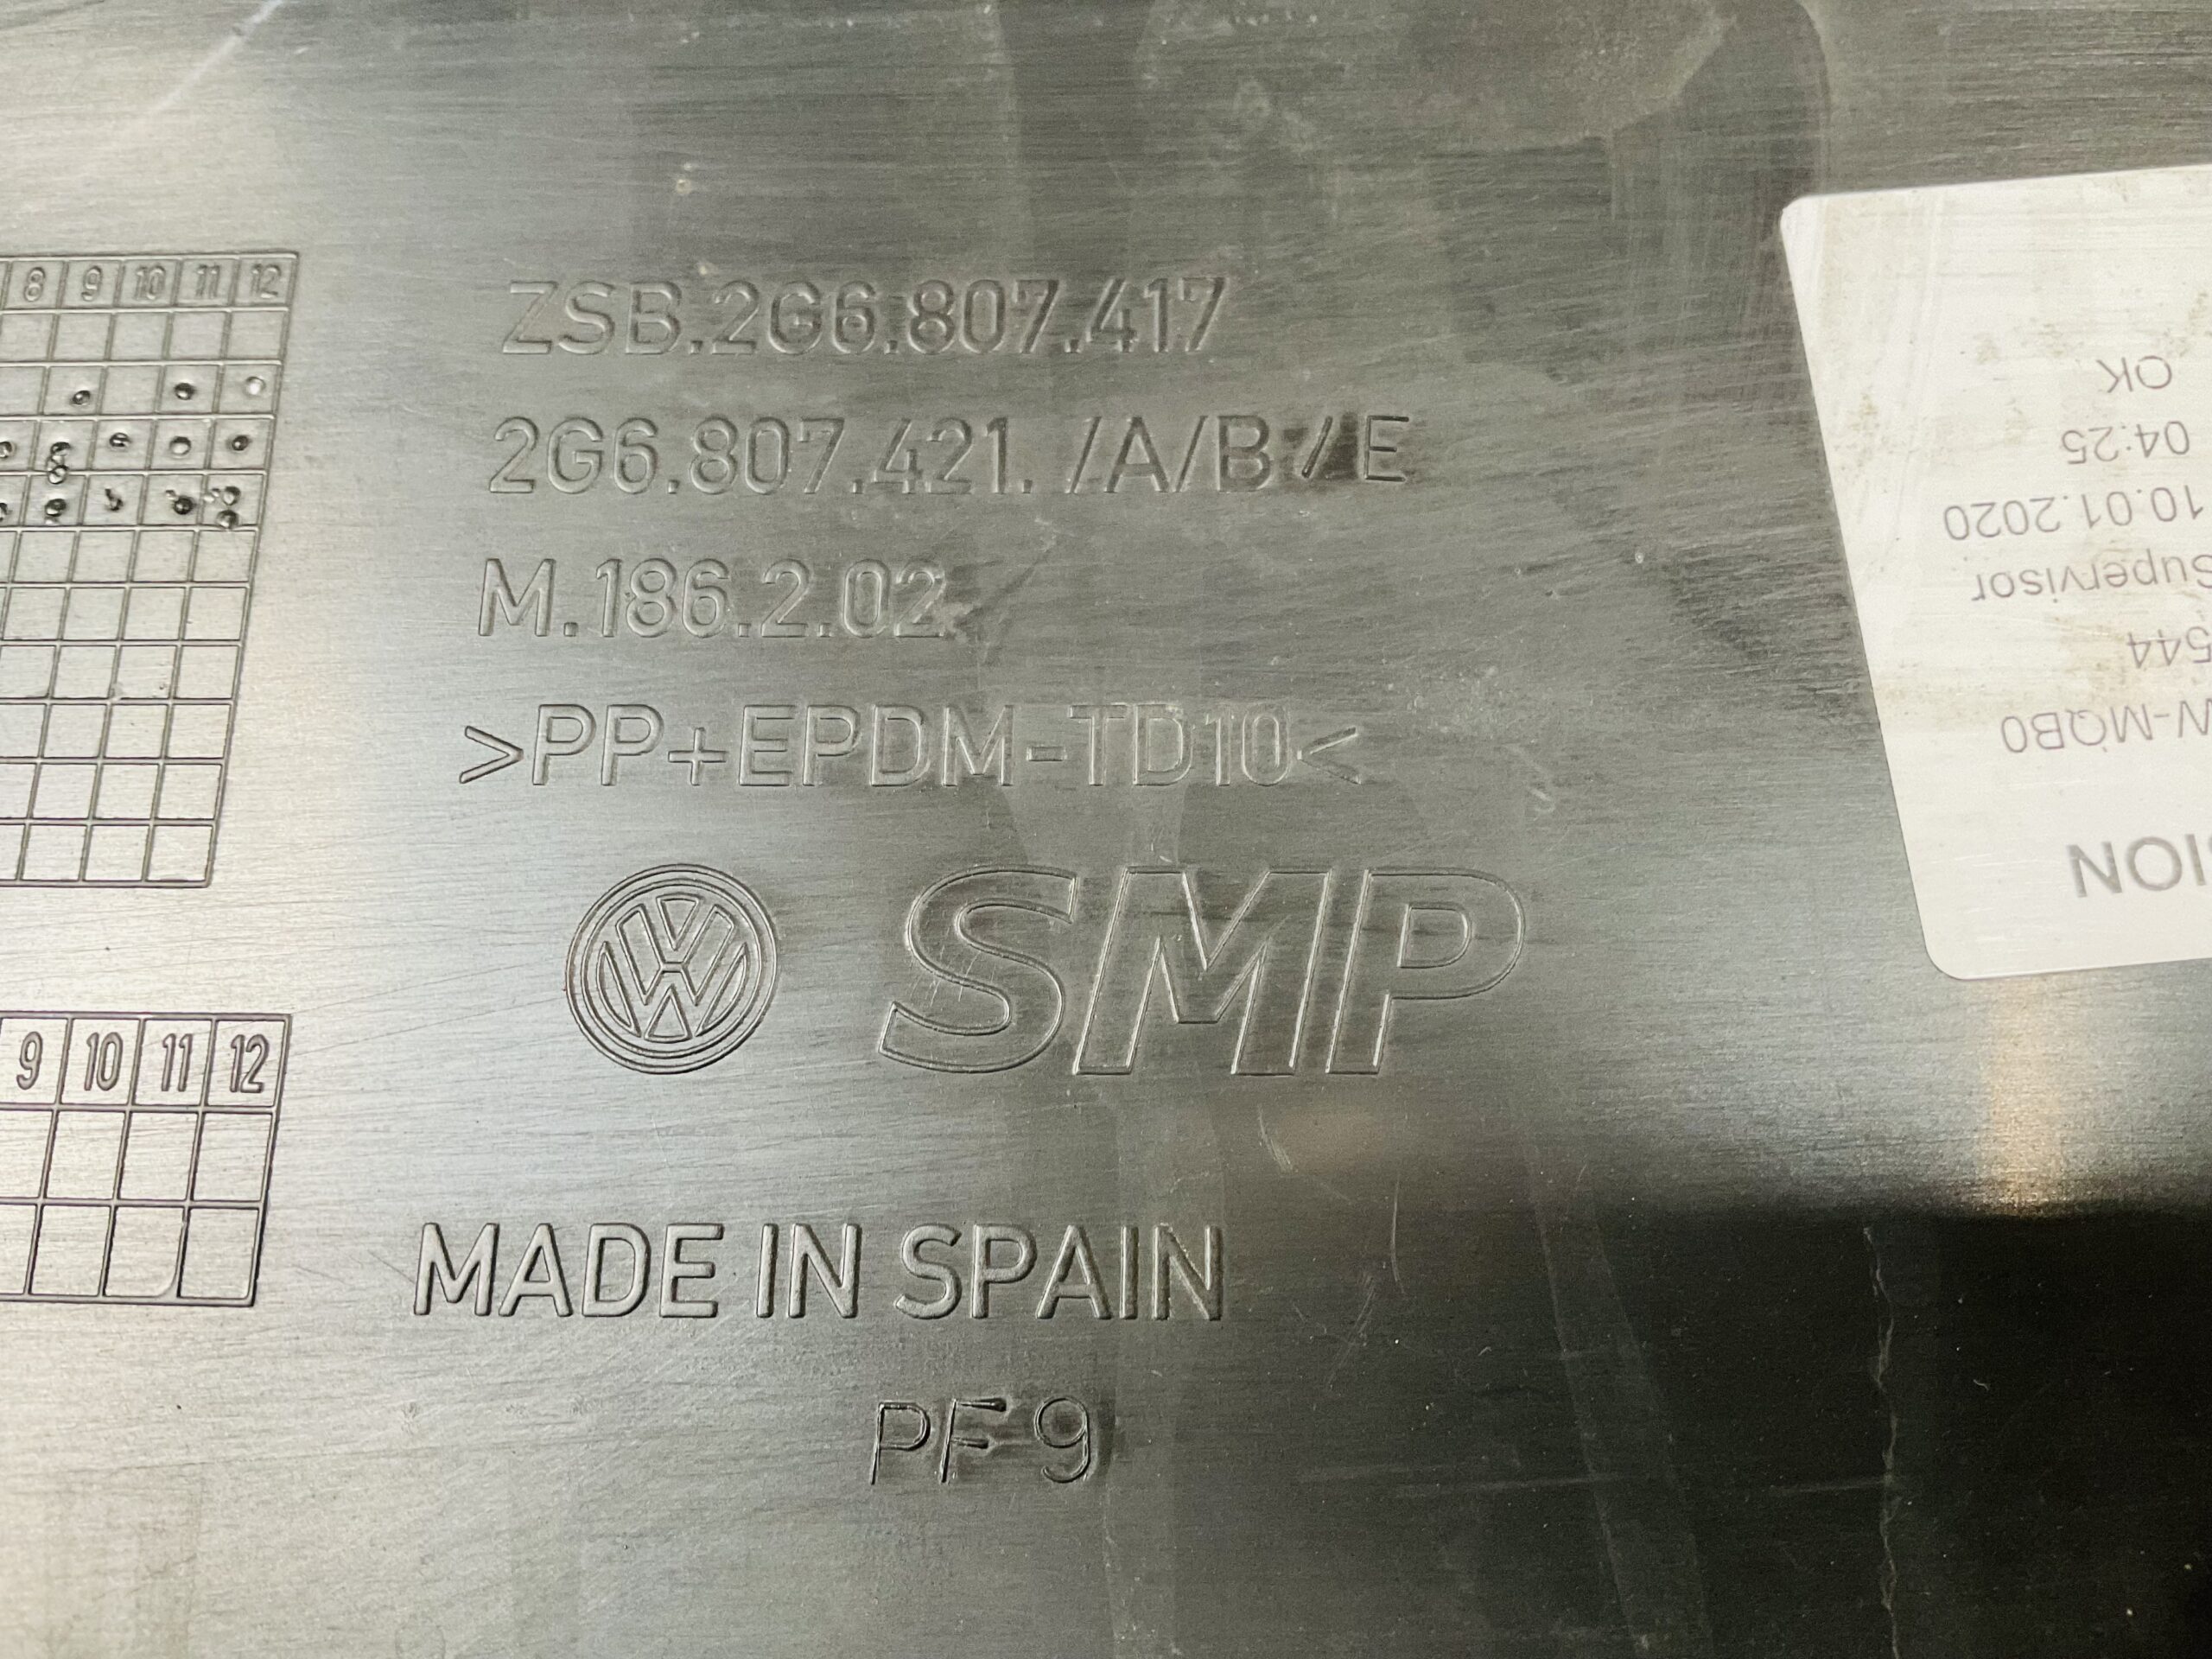 8 9 10 11 12
ZSB.2G6.807.417
2G6.807.421. /A/B/E
M.186.2.02
>PP+EPDM-TD10<
SMP
9 10 11 12
MADE IN SPAIN
PF 9
OK
04:25
10.01.2020
Supervisor
544
W-MQB0
SION